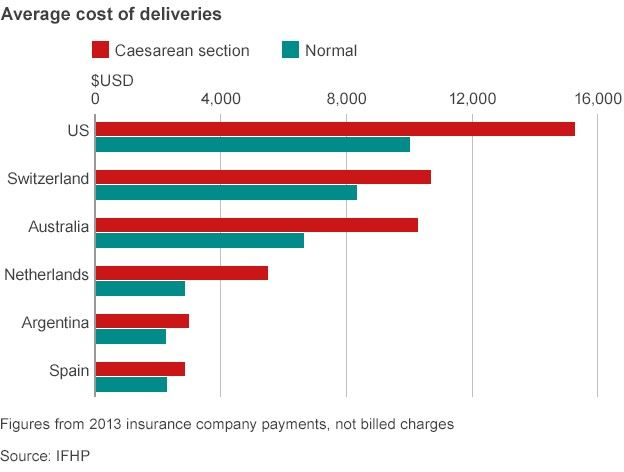 Average cost of deliveries
Caesarean section Normal
$USD
0 4,000 8,000 12,000 16,000
US
Switzerland
Australia
Netherlands
Argentina
Spain
Figures from 2013 insurance company payments, not billed charges
Source: IFHP